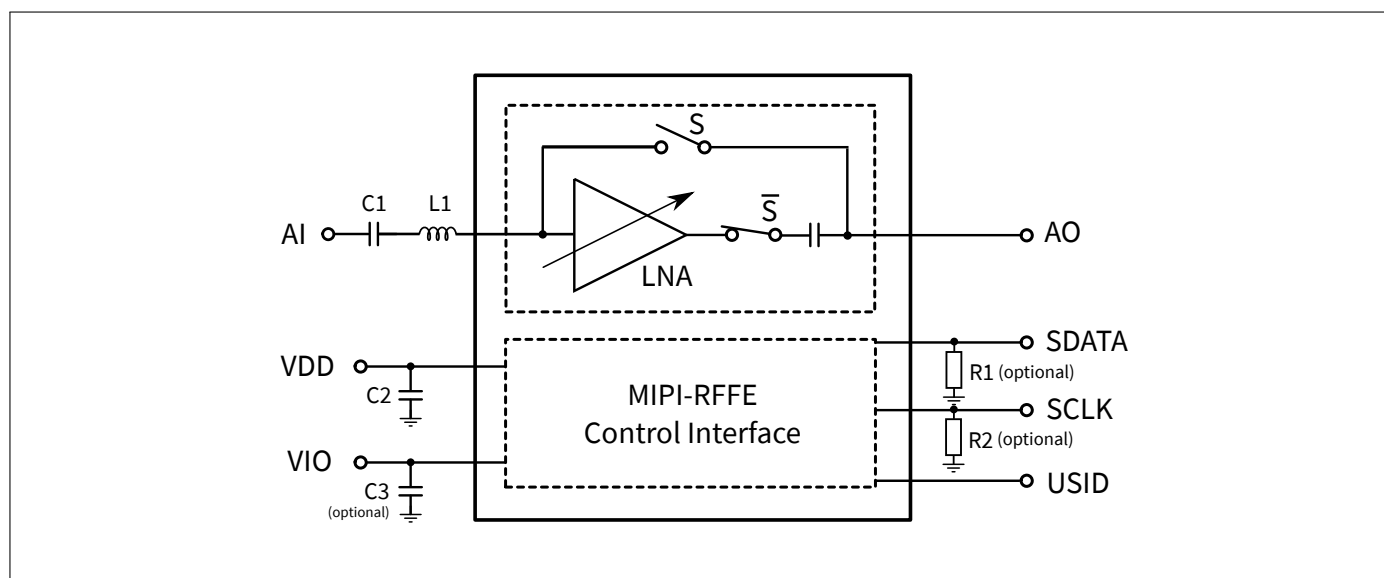 S
C1
L1
S̅
AI
AO
LNA
SDATA
VDD
R1 (optional)
C2
MIPI-RFFE
Control Interface
SCLK
R2 (optional)
VIO
USID
C3
(optional)